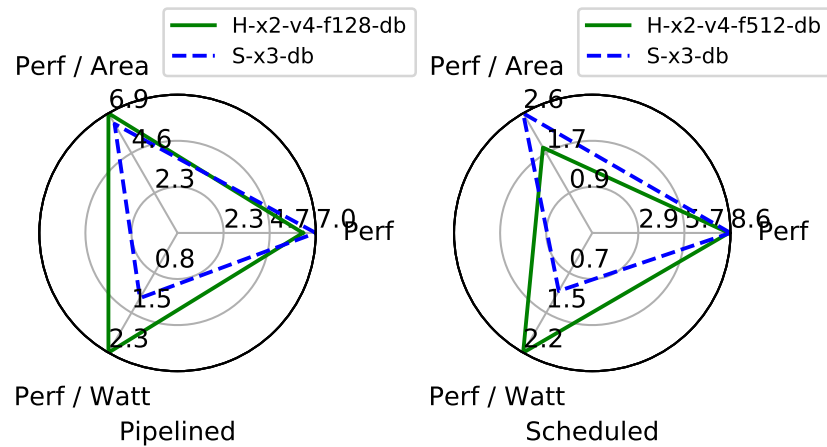 H-x2-v4-f128-db
S-x3-db
Perf / Area
6.9
4.6
2.3
2.3
4.7
7.0
Perf
0.8
1.5
2.3
Perf / Watt
Pipelined
H-x2-v4-f512-db
S-x3-db
Perf / Area
2.6
1.7
0.9
2.9
5.7
8.6
Perf
0.7
1.5
2.2
Perf / Watt
Scheduled